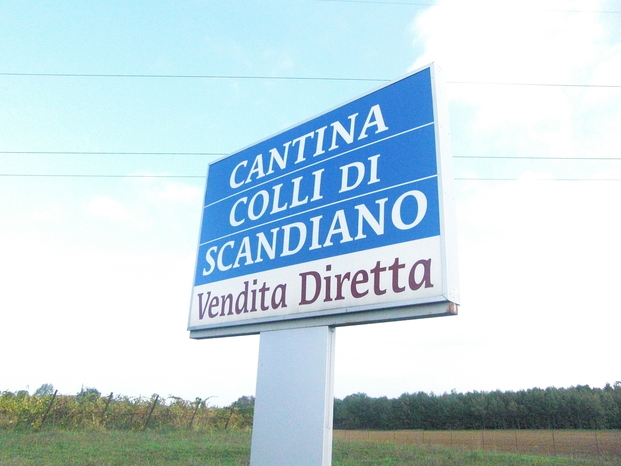 CANTINA
COLLI DI
SCANDIANO
Vendita Diretta